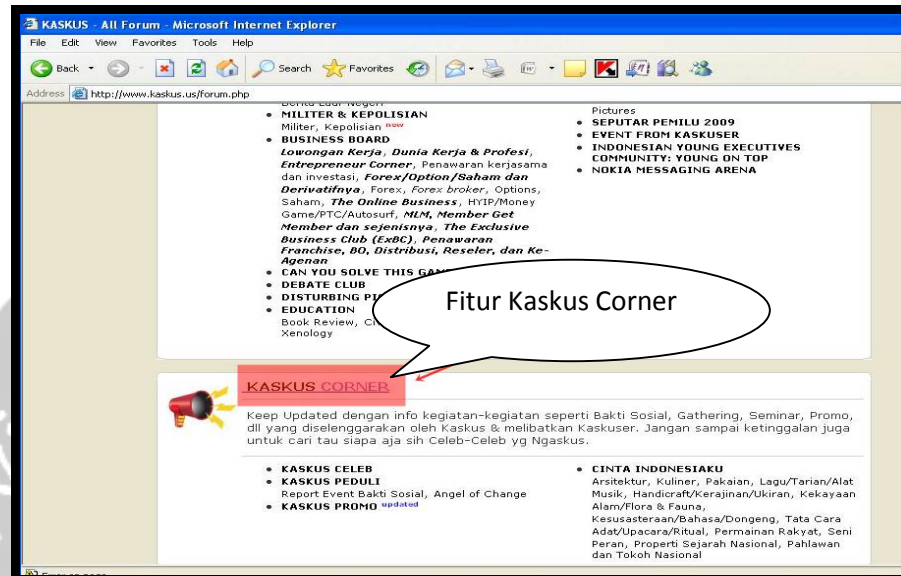 KASKUS - All Forum - Microsoft Internet Explorer
File Edit View Favorites Tools Help
Back Search Favorites
Address http://www.kaskus.us/forum.php
Berita Luar Negeri
• MILITER & KEPOLISIAN
Militer, Kepolisian now
• BUSINESS BOARD
Lowongan Kerja, Dunia Kerja & Profesi,
Entrepreneur Corner, Penawaran kerjasama
dan investasi, Forex/Option/Saham dan
Derivatifnya, Forex, Forex broker, Options,
Saham, The Online Business, HYIP/Money
Game/PTC/Autosurf, MLM, Member Get
Member dan sejenisnya, The Exclusive
Business Club (ExBC), Penawaran
Franchise, BO, Distribusi, Reseler, dan Ke-
Agenan
• CAN YOU SOLVE THIS GAM
• DEBATE CLUB
• DISTURBING PI
• EDUCATION
Book Review,
Xenology
Pictures
• SEPUTAR PEMILU 2009
• EVENT FROM KASKUSER
• INDONESIAN YOUNG EXECUTIVES
COMMUNITY: YOUNG ON TOP
• NOKIA MESSAGING ARENA
Fitur Kaskus Corner
KASKUS CORNER
Keep Updated dengan info kegiatan-kegiatan seperti Bakti Sosial, Gathering, Seminar, Promo,
dll yang diselenggarakan oleh Kaskus & melibatkan Kaskuser. Jangan sampai ketinggalan juga
untuk cari tau siapa aja sih Celeb-Celeb yg Ngaskus.
• KASKUS CELEB
• KASKUS PEDULI
Report Event Bakti Sosial, Angel of Change
• KASKUS PROMO updated
• CINTA INDONESIAKU
Arsitektur, Kuliner, Pakaian, Lagu/Tarian/Alat
Musik, Handicraft/Kerajinan/Ukiran, Kekayaan
Alam/Flora & Fauna,
Kesusasteraan/Bahasa/Dongeng, Tata Cara
Adat/Upacara/Ritual, Permainan Rakyat, Seni
Peran, Properti Sejarah Nasional, Pahlawan
dan Tokoh Nasional